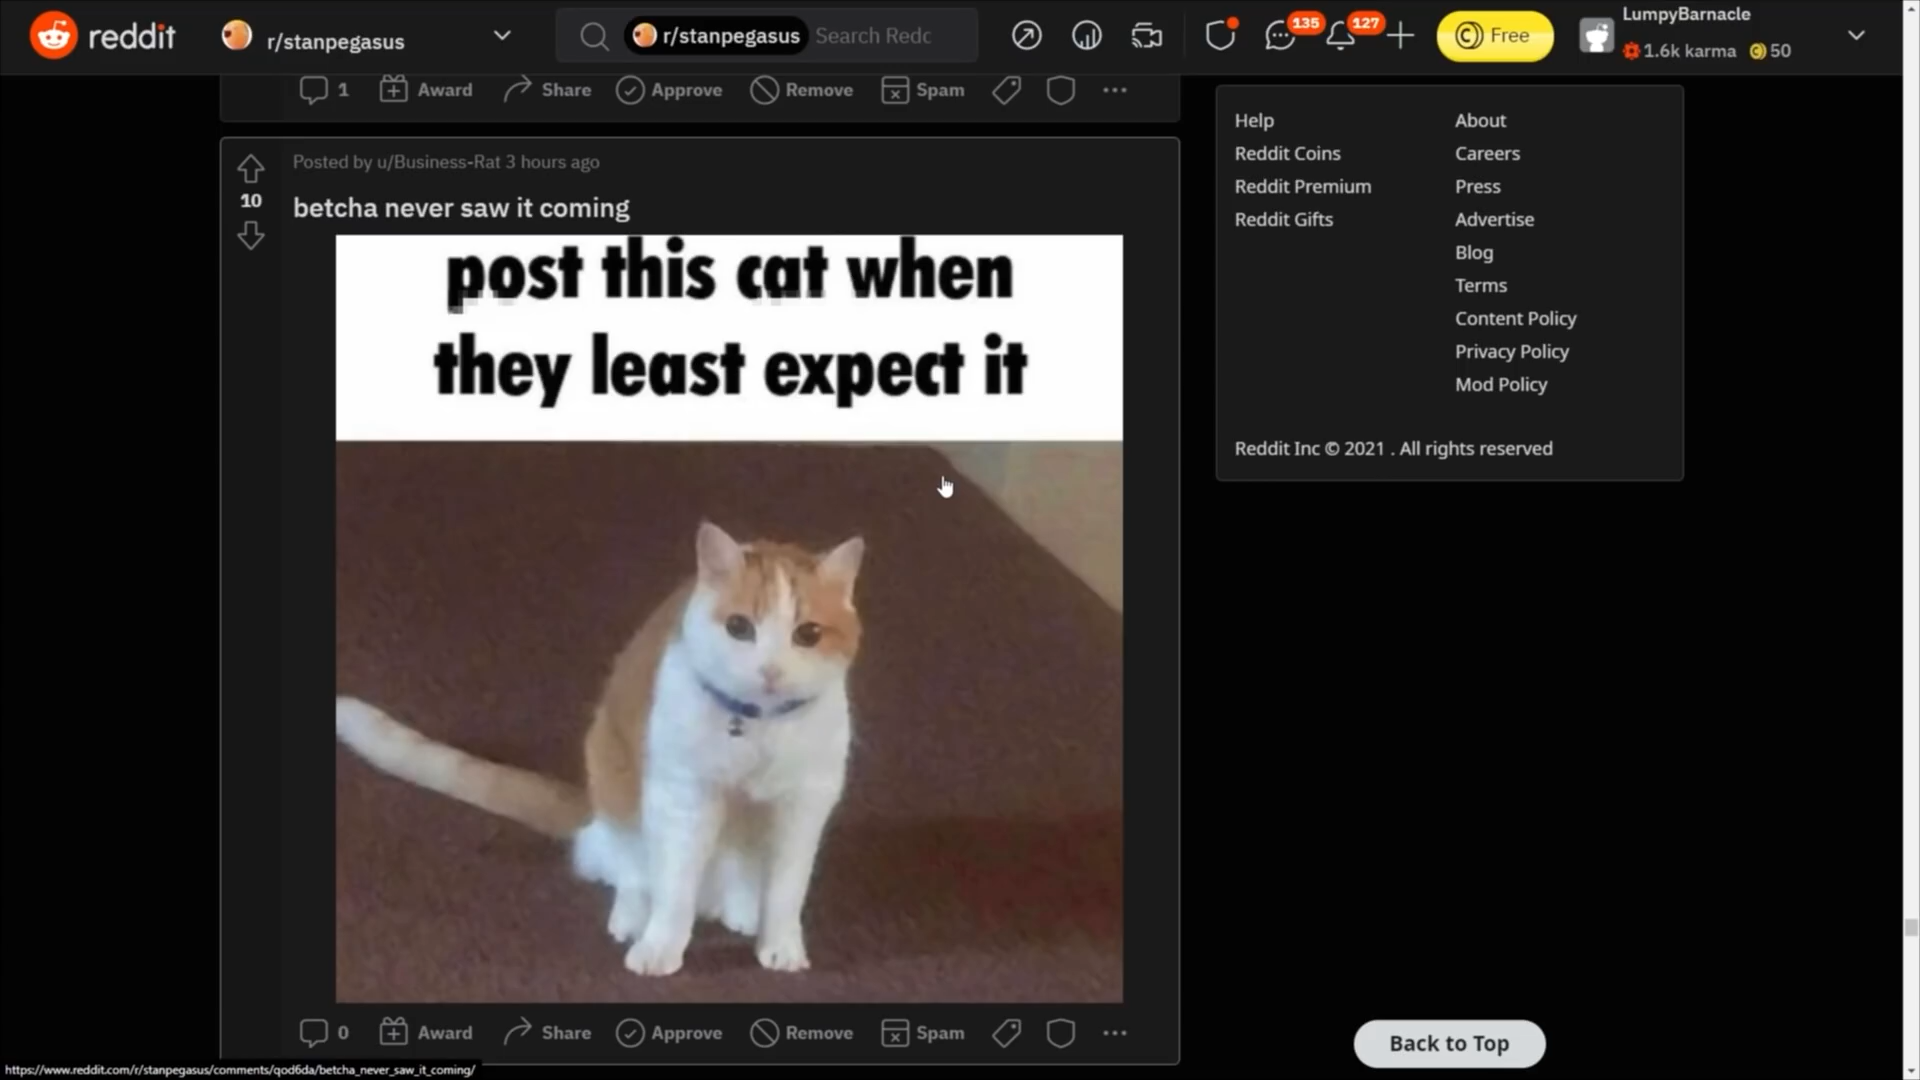 reddit
r/stanpegasus
r/stanpegasus Search Redc
135
127
Free
LumpyBarnacle
1.6k karma 50
1 Award Share Approve Remove Spam
Posted by u/Business-Rat 3 hours ago
10
betcha never saw it coming
post this cat when
they least expect it
0 Award Share Approve Remove Spam
Help
Reddit Coins
Reddit Premium
Reddit Gifts
About
Careers
Press
Advertise
Blog
Terms
Content Policy
Privacy Policy
Mod Policy
Reddit Inc © 2021 . All rights reserved
Back to Top
https://www.reddit.com/r/stanpegasus/comments/qod6da/betcha_never_saw_it_coming/